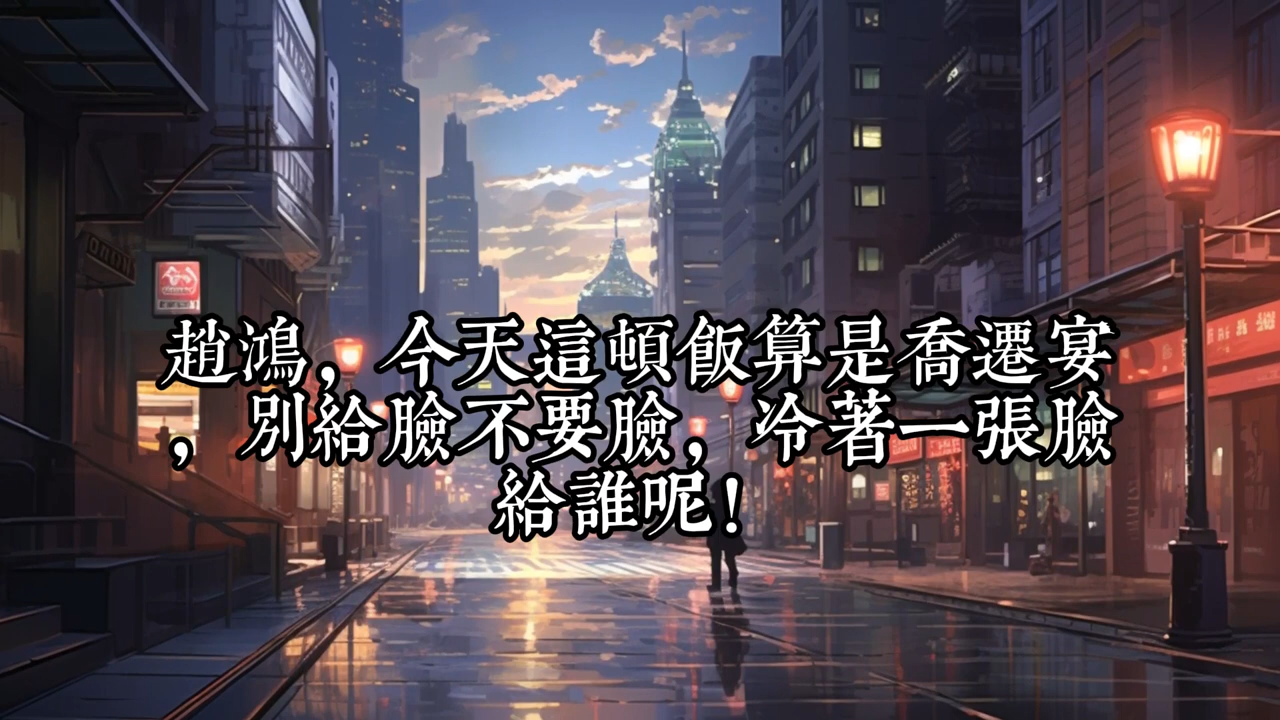 趙鴻，今天這頓飯算是喬遷宴
，別給臉不要臉，冷著一張臉
給誰呢！